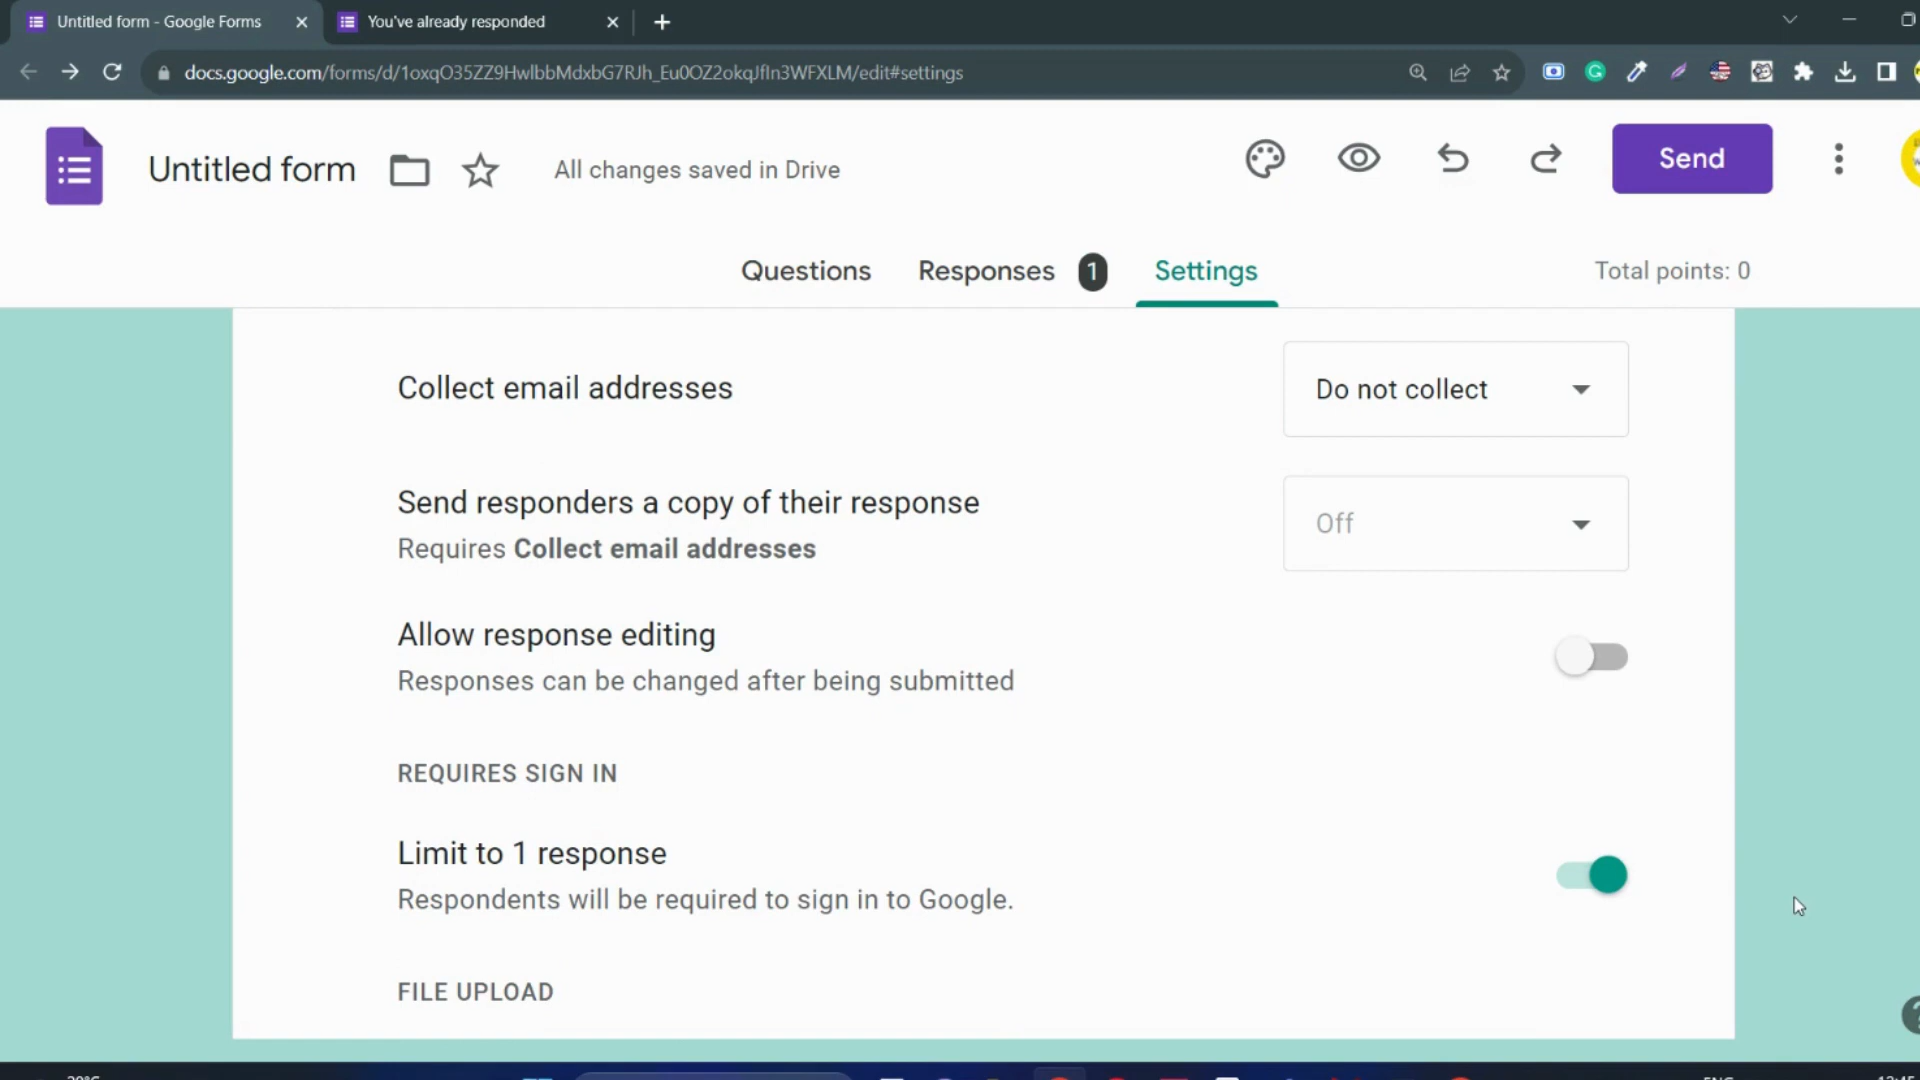 Untitled form - Google Forms
You've already responded
docs.google.com/forms/d/1oxqO35ZZ9HwlbbMdxbG7RJh_Eu0OZ2okqJfIn3WFXLM/edit#settings
Untitled form
All changes saved in Drive
Send
Questions
Responses 1
Settings
Total points: 0
Collect email addresses
Do not collect
Send responders a copy of their response
Requires Collect email addresses
Off
Allow response editing
Responses can be changed after being submitted
REQUIRES SIGN IN
Limit to 1 response
Respondents will be required to sign in to Google.
FILE UPLOAD